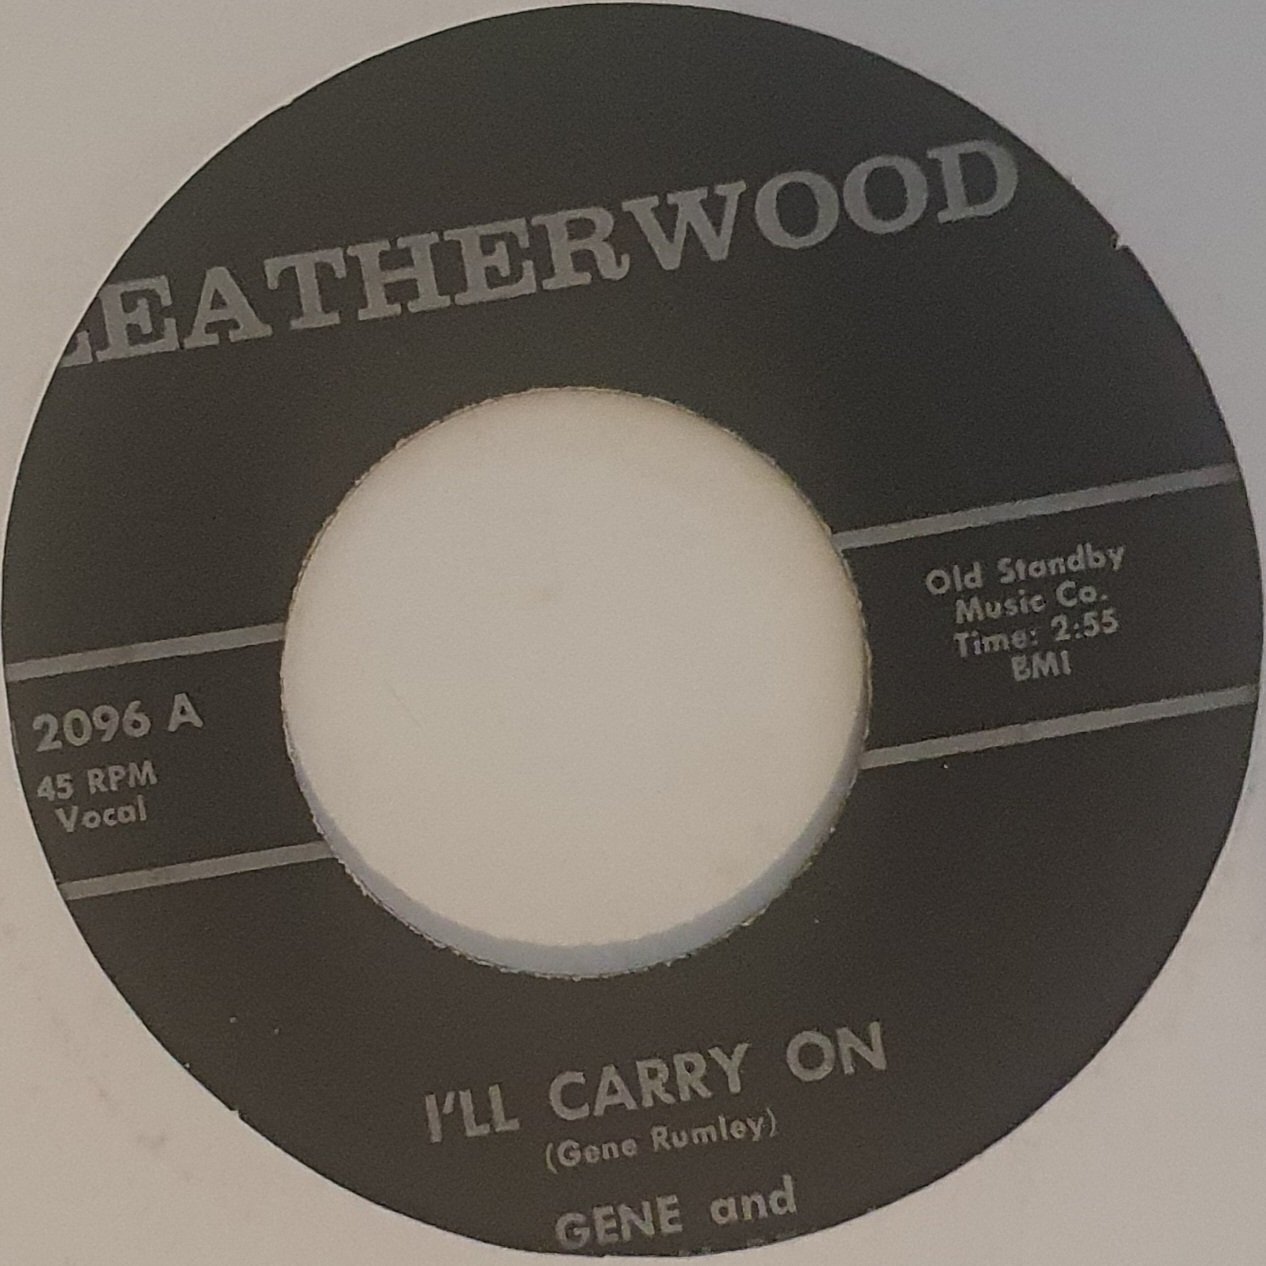 LEATHERWOOD
Old Standby
Music Co.
Time: 2:55
BMI
2096 A
45 RPM
Vocal
I'LL CARRY ON
(Gene Rumley)
GENE and